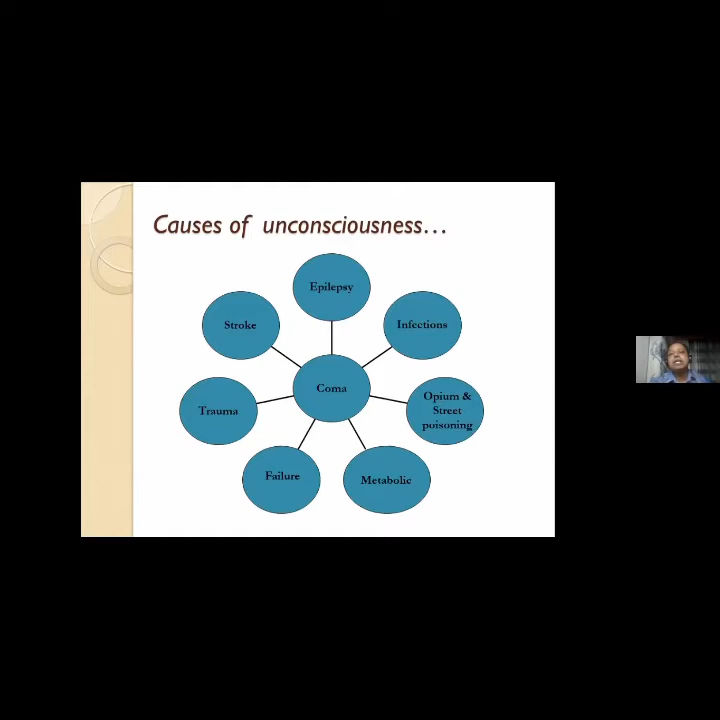 Causes of unconsciousness...
Epilepsy
Stroke
Infections
Coma
Trauma
Opium &
Street
poisoning
Failure
Metabolic